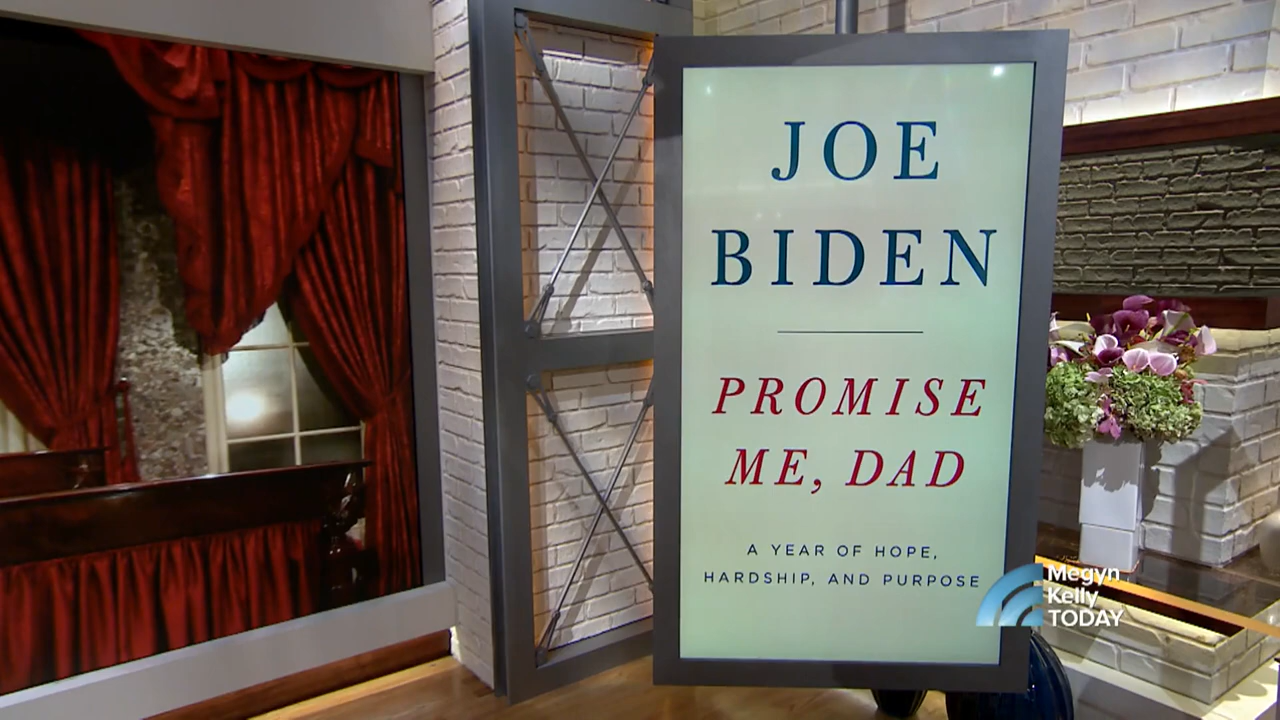 JOE
BIDEN
PROMISE
ME, DAD
A YEAR OF HOPE,
HARDSHIP, AND PURPOSE
Megyn
Kelly
TODAY